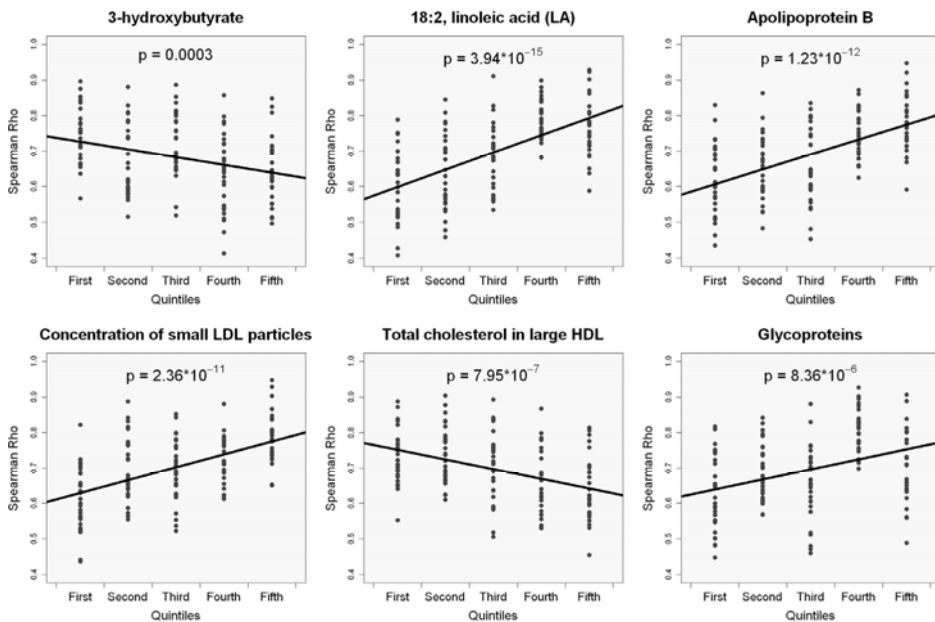 3-hydroxybutyrate
18:2, linoleic acid (LA)
Apolipoprotein B
p = 0.0003
p = 3.94*10⁻¹⁵
p = 1.23*10⁻¹²
Spearman Rho
Spearman Rho
Spearman Rho
1.0
0.9
0.8
0.7
0.6
0.5
0.4
1.0
0.9
0.8
0.7
0.6
0.5
0.4
1.0
0.9
0.8
0.7
0.6
0.5
0.4
First Second Third Fourth Fifth
First Second Third Fourth Fifth
First Second Third Fourth Fifth
Quintiles
Quintiles
Quintiles
Concentration of small LDL particles
Total cholesterol in large HDL
Glycoproteins
p = 2.36*10⁻¹¹
p = 7.95*10⁻⁷
p = 8.36*10⁻⁶
Spearman Rho
Spearman Rho
Spearman Rho
1.0
0.9
0.8
0.7
0.6
0.5
0.4
1.0
0.9
0.8
0.7
0.6
0.5
0.4
1.0
0.9
0.8
0.7
0.6
0.5
0.4
First Second Third Fourth Fifth
First Second Third Fourth Fifth
First Second Third Fourth Fifth
Quintiles
Quintiles
Quintiles